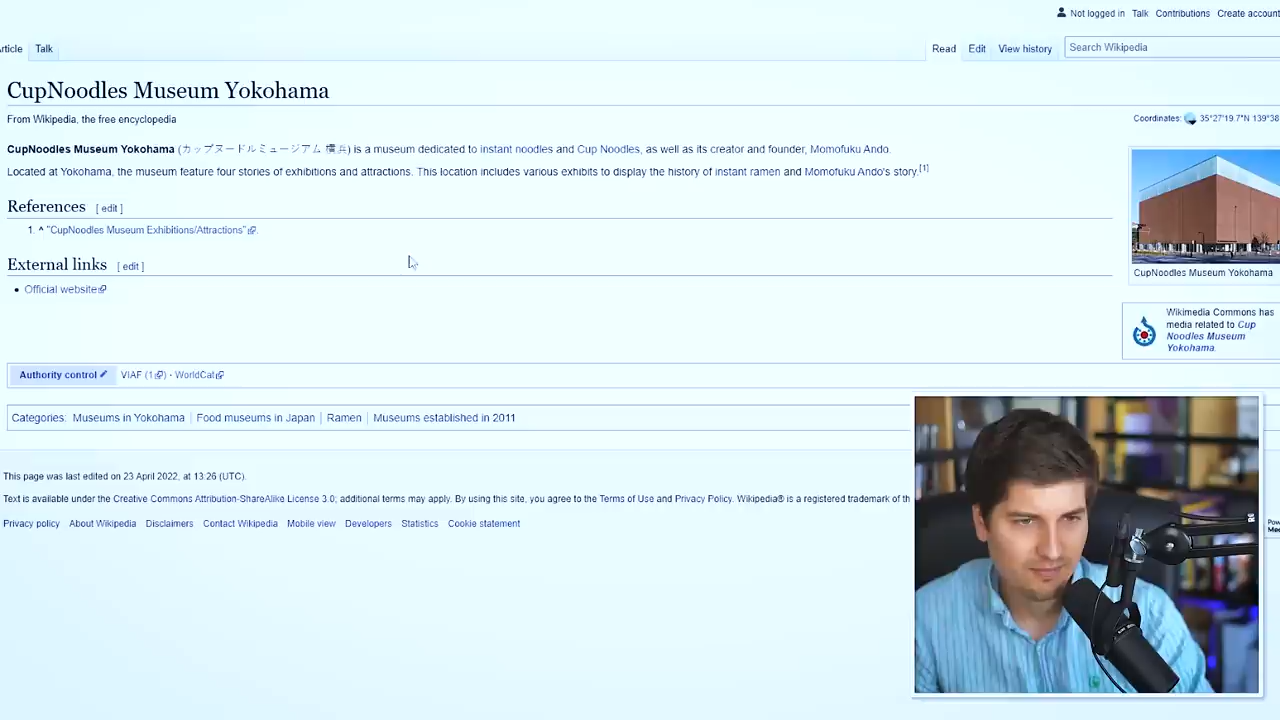 Not logged in Talk Contributions Create account
Article Talk Read Edit View history Search Wikipedia
CupNoodles Museum Yokohama
From Wikipedia, the free encyclopedia
Coordinates: 35°27′19.7″N 139°38
CupNoodles Museum Yokohama (カップヌードルミュージアム 横浜) is a museum dedicated to instant noodles and Cup Noodles, as well as its creator and founder, Momofuku Ando.
Located at Yokohama, the museum feature four stories of exhibitions and attractions. This location includes various exhibits to display the history of instant ramen and Momofuku Ando's story.[1]
References [ edit ]
1. ^ "CupNoodles Museum Exhibitions/Attractions".
External links [ edit ]
• Official website
CupNoodles Museum Yokohama
Wikimedia Commons has
media related to Cup
Noodles Museum
Yokohama.
Authority control VIAF (1) · WorldCat
Categories: Museums in Yokohama | Food museums in Japan | Ramen | Museums established in 2011
This page was last edited on 23 April 2022, at 13:26 (UTC).
Text is available under the Creative Commons Attribution-ShareAlike License 3.0; additional terms may apply. By using this site, you agree to the Terms of Use and Privacy Policy. Wikipedia® is a registered trademark of th
Privacy policy About Wikipedia Disclaimers Contact Wikipedia Mobile view Developers Statistics Cookie statement